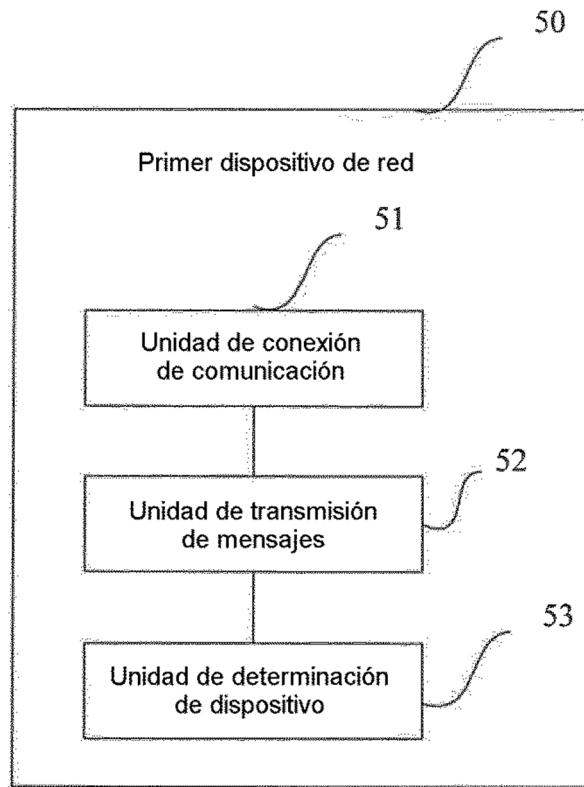 50
Primer dispositivo de red
51
Unidad de conexión
de comunicación
52
Unidad de transmisión
de mensajes
53
Unidad de determinación
de dispositivo